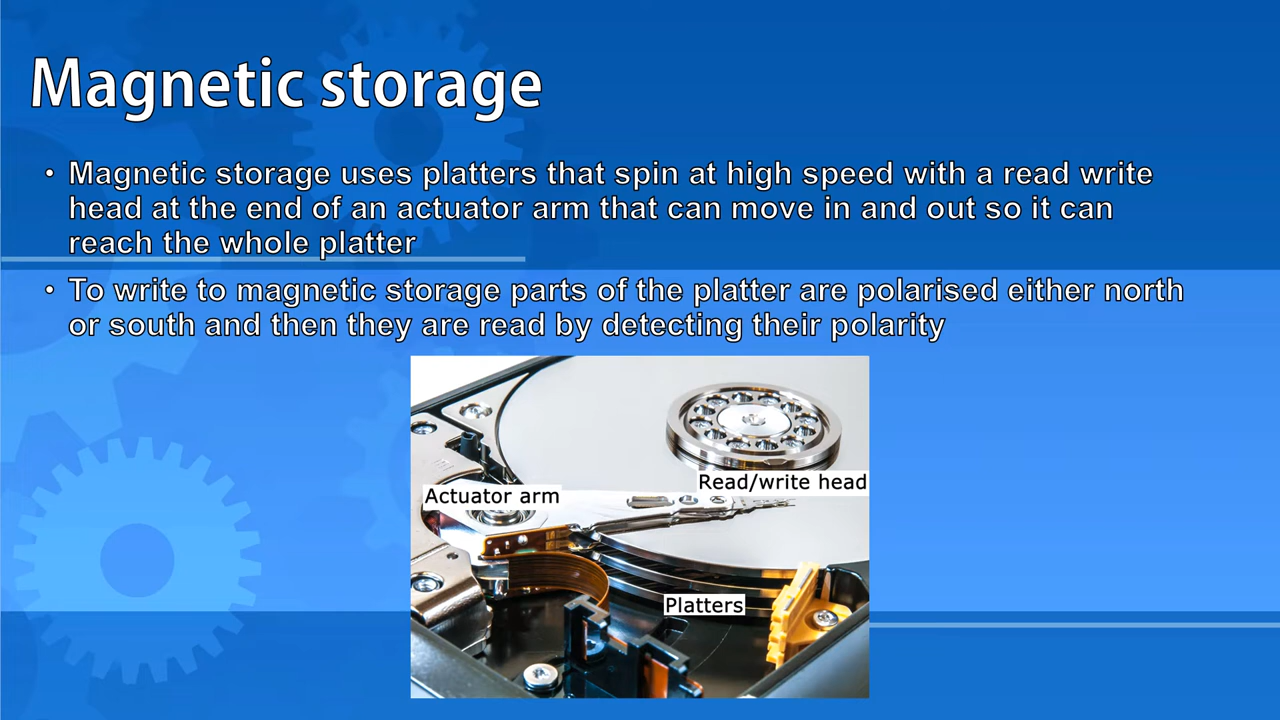 Magnetic storage
• Magnetic storage uses platters that spin at high speed with a read write
head at the end of an actuator arm that can move in and out so it can
reach the whole platter
• To write to magnetic storage parts of the platter are polarised either north
or south and then they are read by detecting their polarity
Read/write head
Actuator arm
Platters